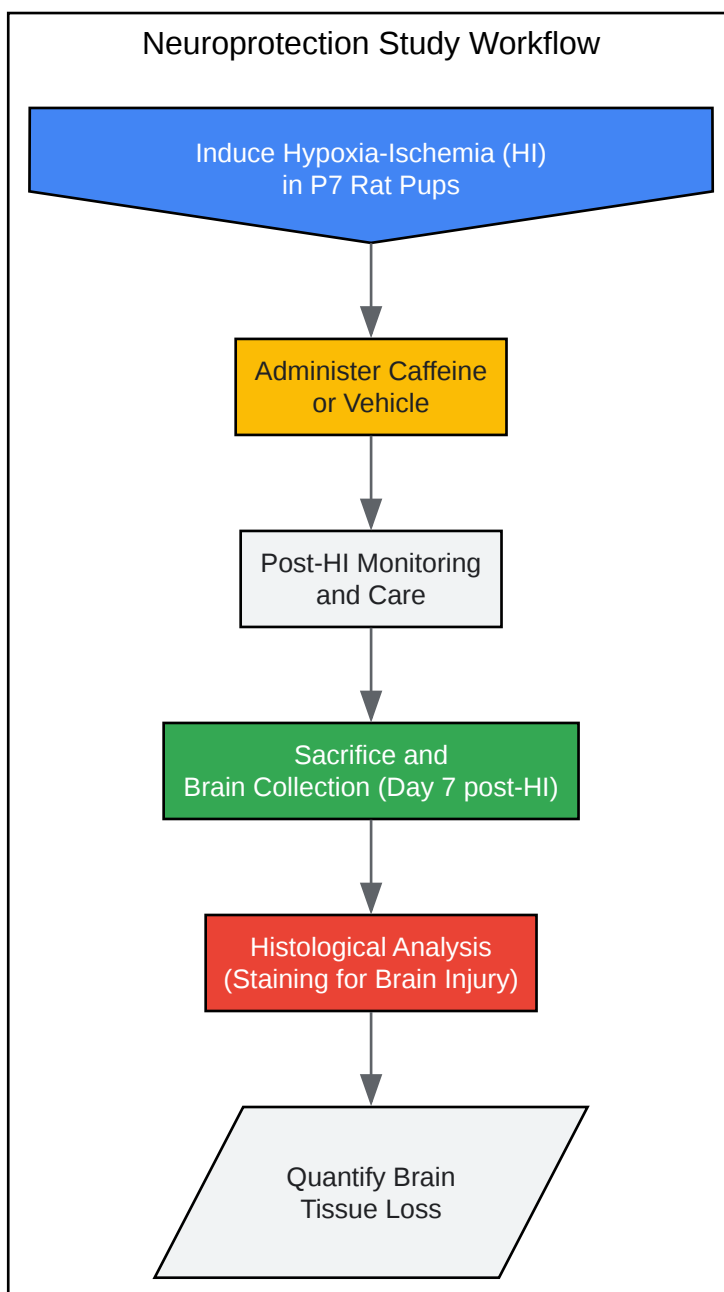 Neuroprotection Study Workflow
Induce Hypoxia-Ischemia (HI)
in P7 Rat Pups
Administer Caffeine
or Vehicle
Post-HI Monitoring
and Care
Sacrifice and
Brain Collection (Day 7 post-HI)
Histological Analysis
(Staining for Brain Injury)
Quantify Brain
Tissue Loss